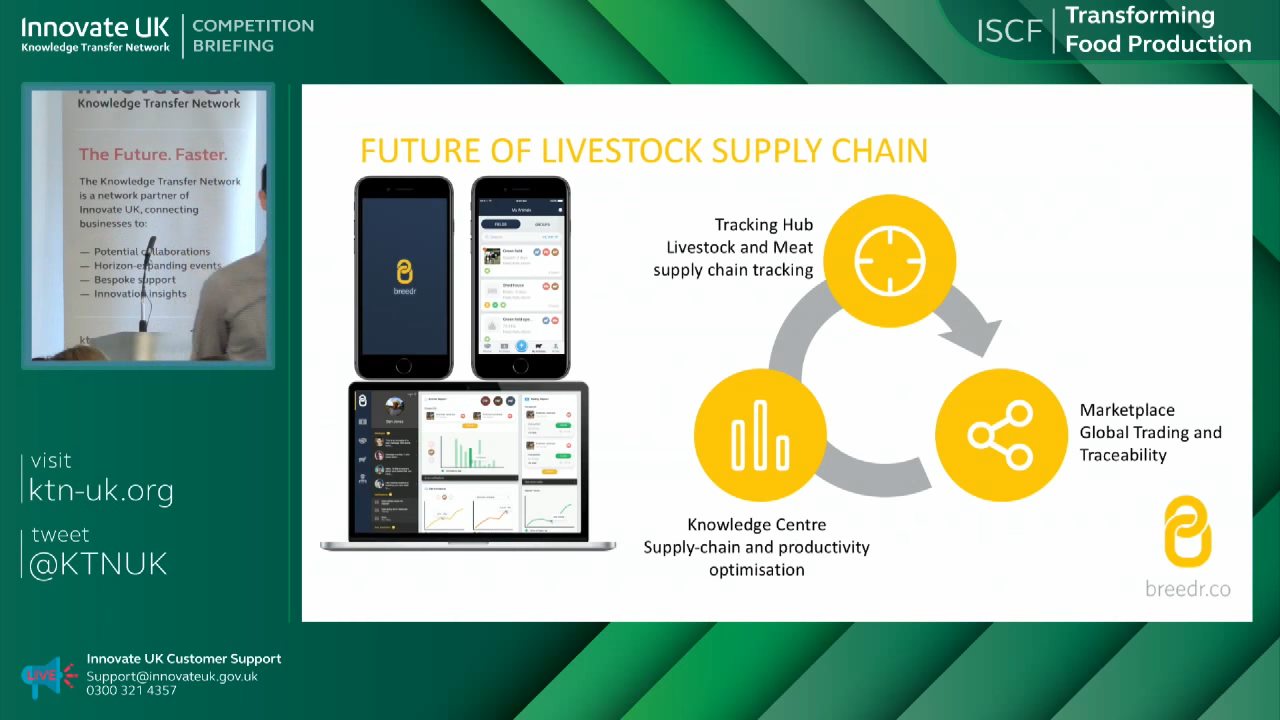 Innovate UK
Knowledge Transfer Network
COMPETITION
BRIEFING
ISCF
Transforming
Food Production
Knowledge Transfer Network
The Future. Faster.
The Knowledge Transfer Network
is a network partner of
Innovate UK, connecting
businesses to:
— Potential collaborations
— Horizon-expanding events
— Bespoke support
— Innovation insights
FUTURE OF LIVESTOCK SUPPLY CHAIN
breedr
My Animals
Tracking Hub
Livestock and Meat
supply chain tracking
Marketplace
Global Trading and
Traceability
Knowledge Centre
Supply-chain and productivity
optimisation
breedr.co
visit
ktn-uk.org
tweet
@KTNUK
LIVE
Innovate UK Customer Support
Support@innovateuk.gov.uk
0300 321 4357